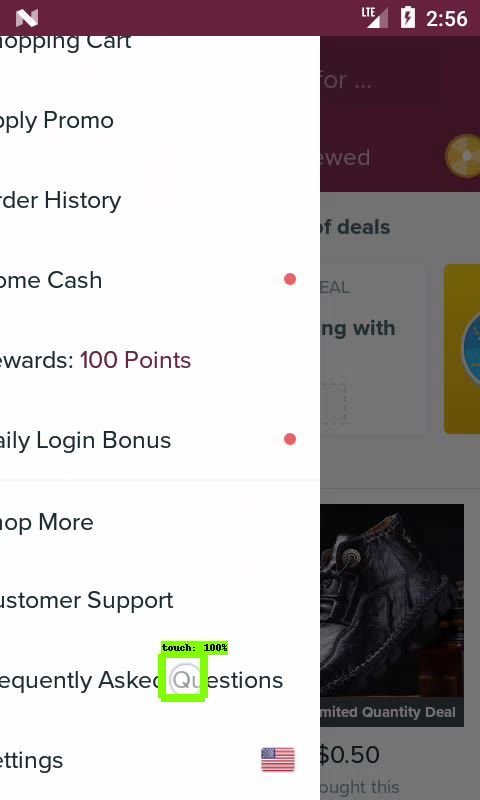 LTE 2:56
hopping Cart
for ...
pply Promo
ewed
rder History
of deals
ome Cash
EAL
ng with
ewards: 100 Points
aily Login Bonus
hop More
ustomer Support
touch: 100%
equently Asked Questions
mited Quantity Deal
ettings
$0.50
ought this